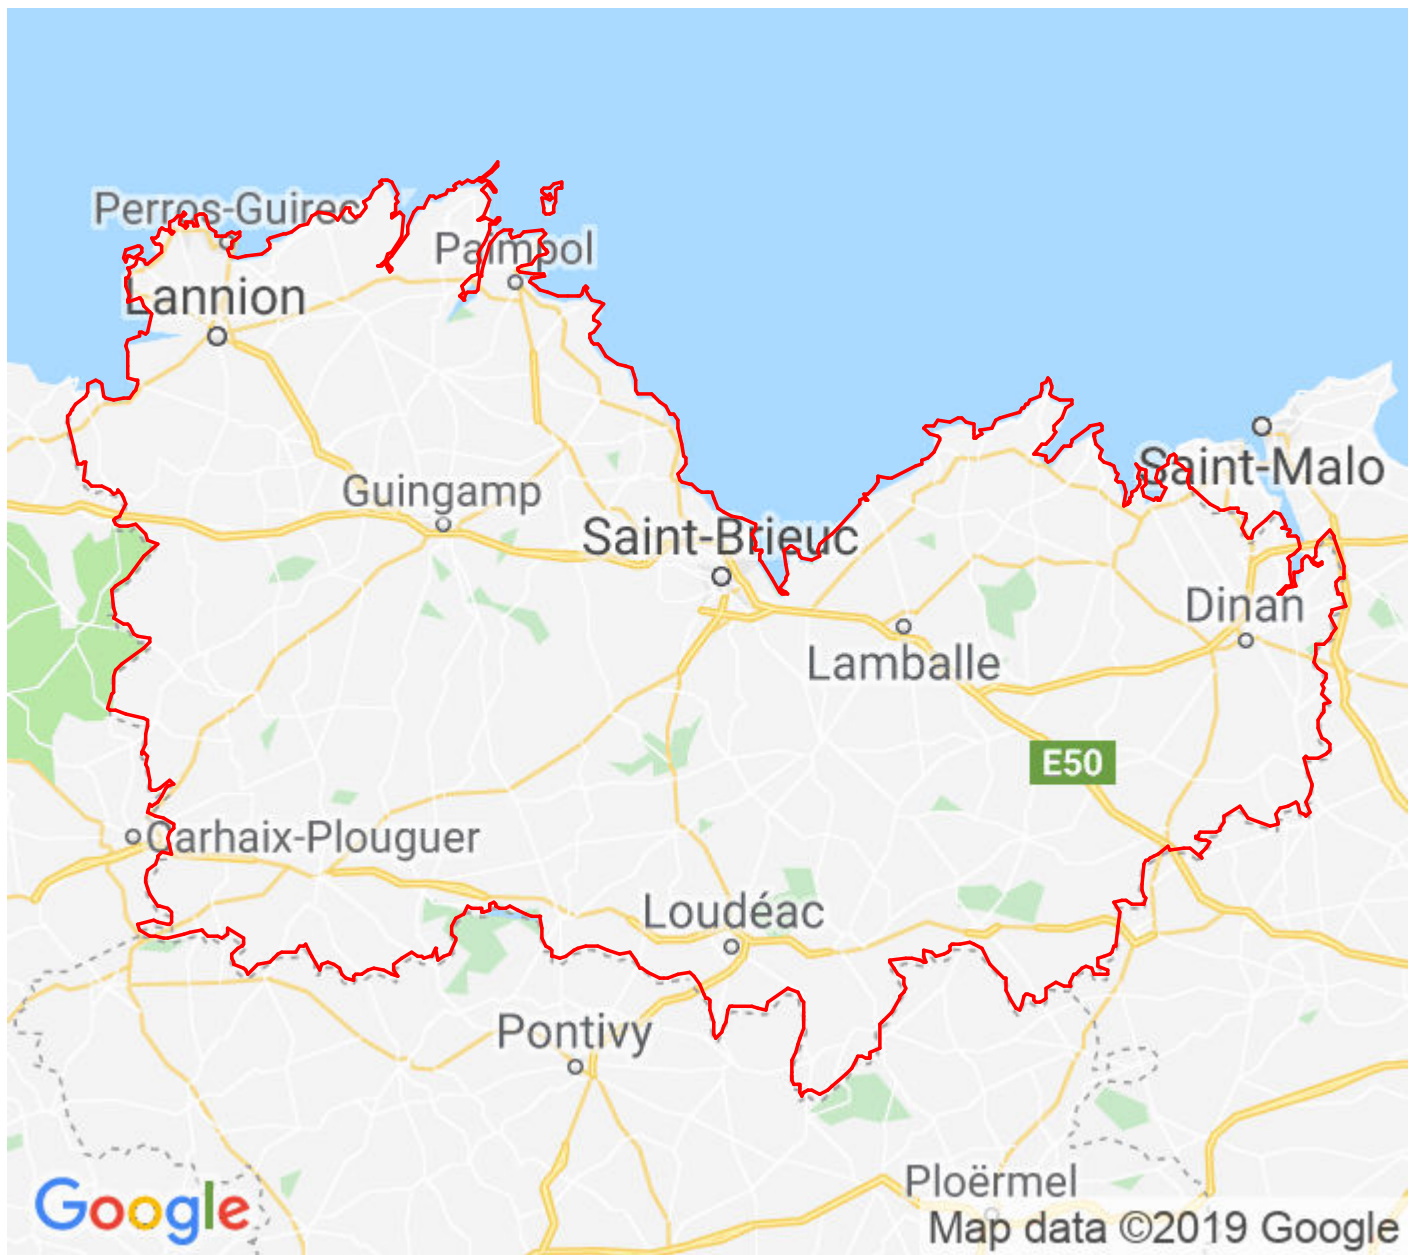 Perros-Guirec
Paimpol
Lannion
Saint-Malo
Guingamp
Saint-Brieuc
Dinan
Lamballe
E50
Carhaix-Plouguer
Loudéac
Pontivy
Ploërmel
Google
Map data ©2019 Google